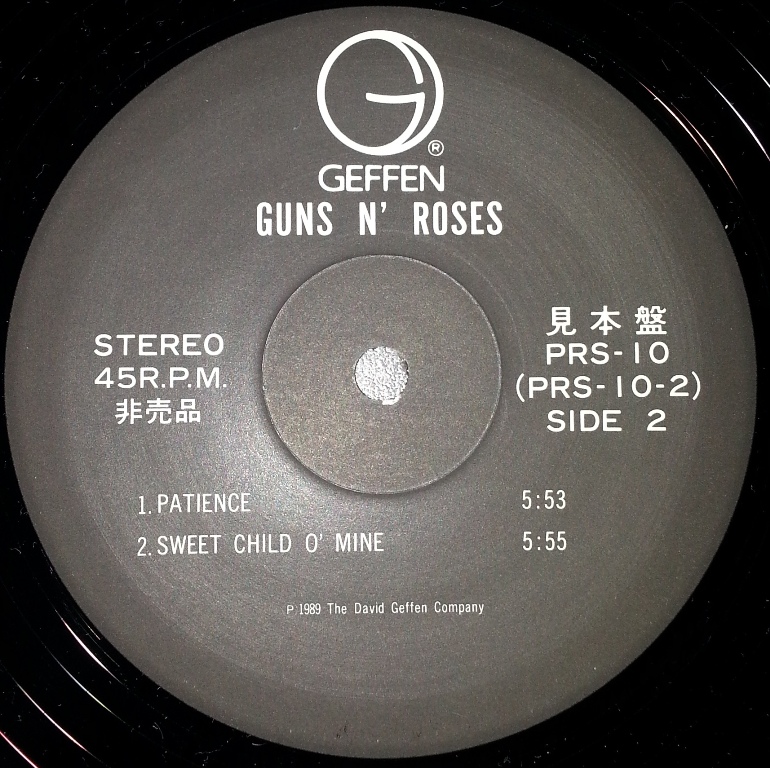 ®
GEFFEN
GUNS N' ROSES
STEREO
45R.P.M.
非売品
見本盤
PRS-10
(PRS-10-2)
SIDE 2
1. PATIENCE 5:53
2. SWEET CHILD O' MINE 5:55
℗ 1989 The David Geffen Company